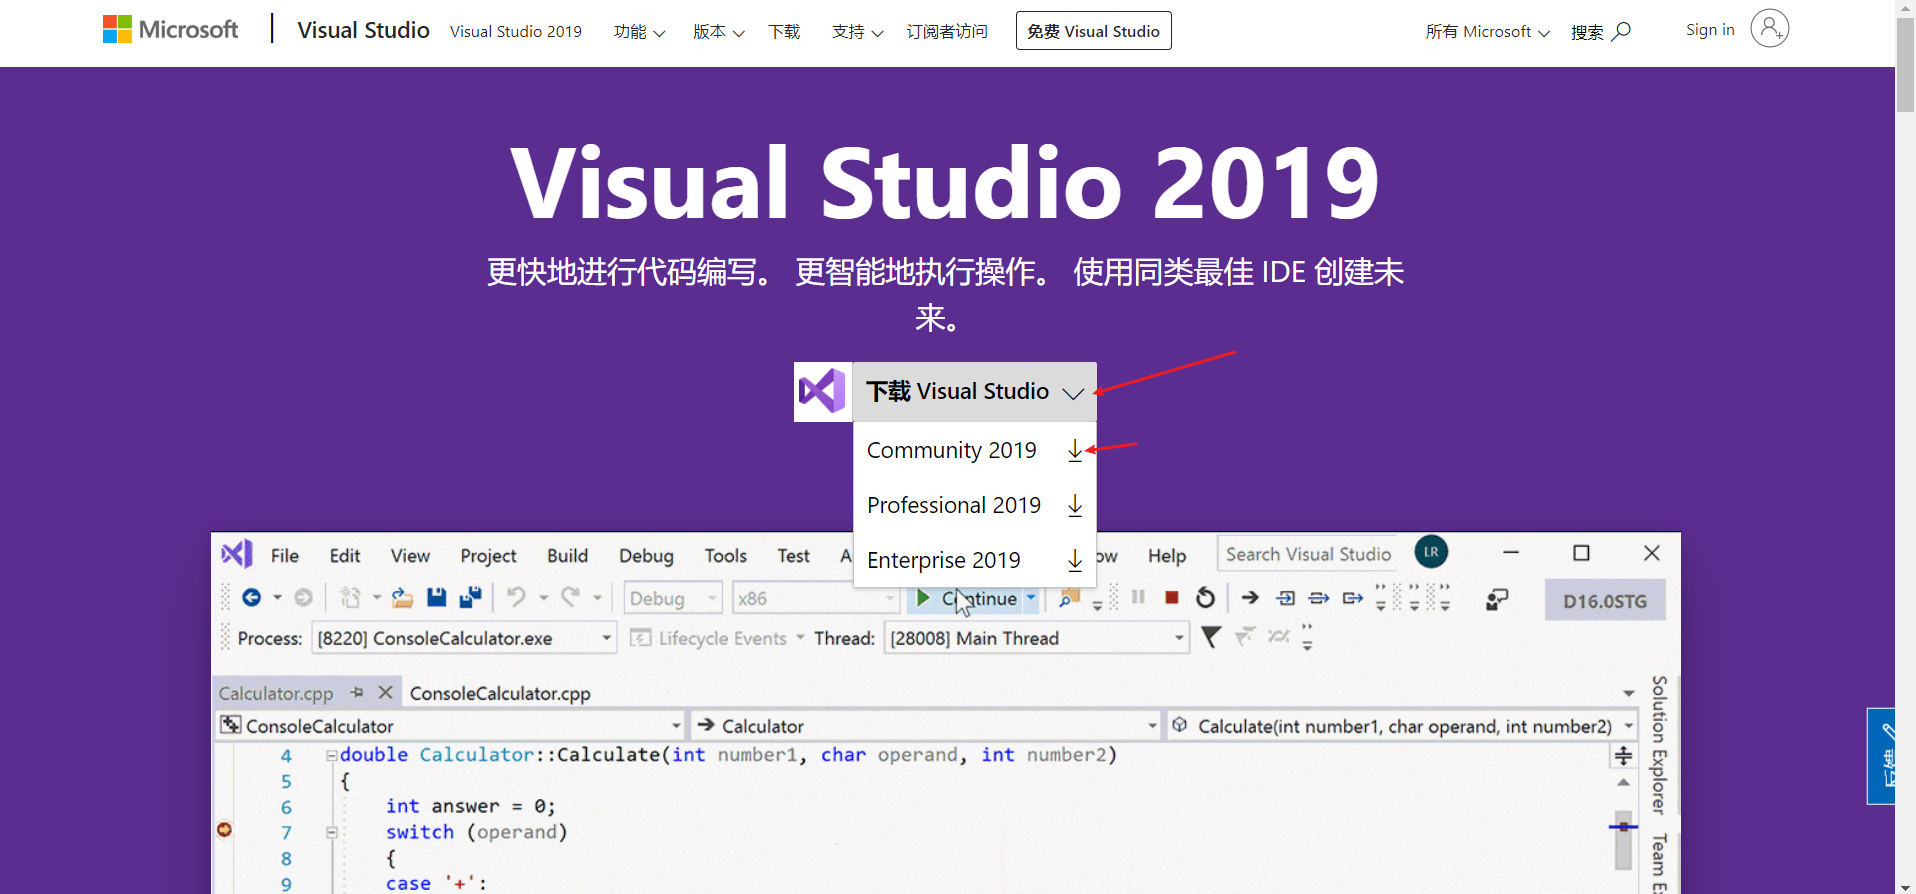 Microsoft
Visual Studio
Visual Studio 2019
功能
版本
下载
支持
订阅者访问
免费 Visual Studio
所有 Microsoft
搜索
Sign in
Visual Studio 2019
更快地进行代码编写。 更智能地执行操作。 使用同类最佳 IDE 创建未
来。
下载 Visual Studio
Community 2019
Professional 2019
Enterprise 2019
File Edit View Project Build Debug Tools Test Help
Search Visual Studio
LR
Debug
x86
Continue
D16.0STG
Process: [8220] ConsoleCalculator.exe
Lifecycle Events
Thread: [28008] Main Thread
Calculator.cpp
ConsoleCalculator.cpp
ConsoleCalculator
Calculator
Calculate(int number1, char operand, int number2)
4 double Calculator::Calculate(int number1, char operand, int number2)
5 {
6 int answer = 0;
7 switch (operand)
8 {
9 case '+':
Solution Explorer
Team E
反馈